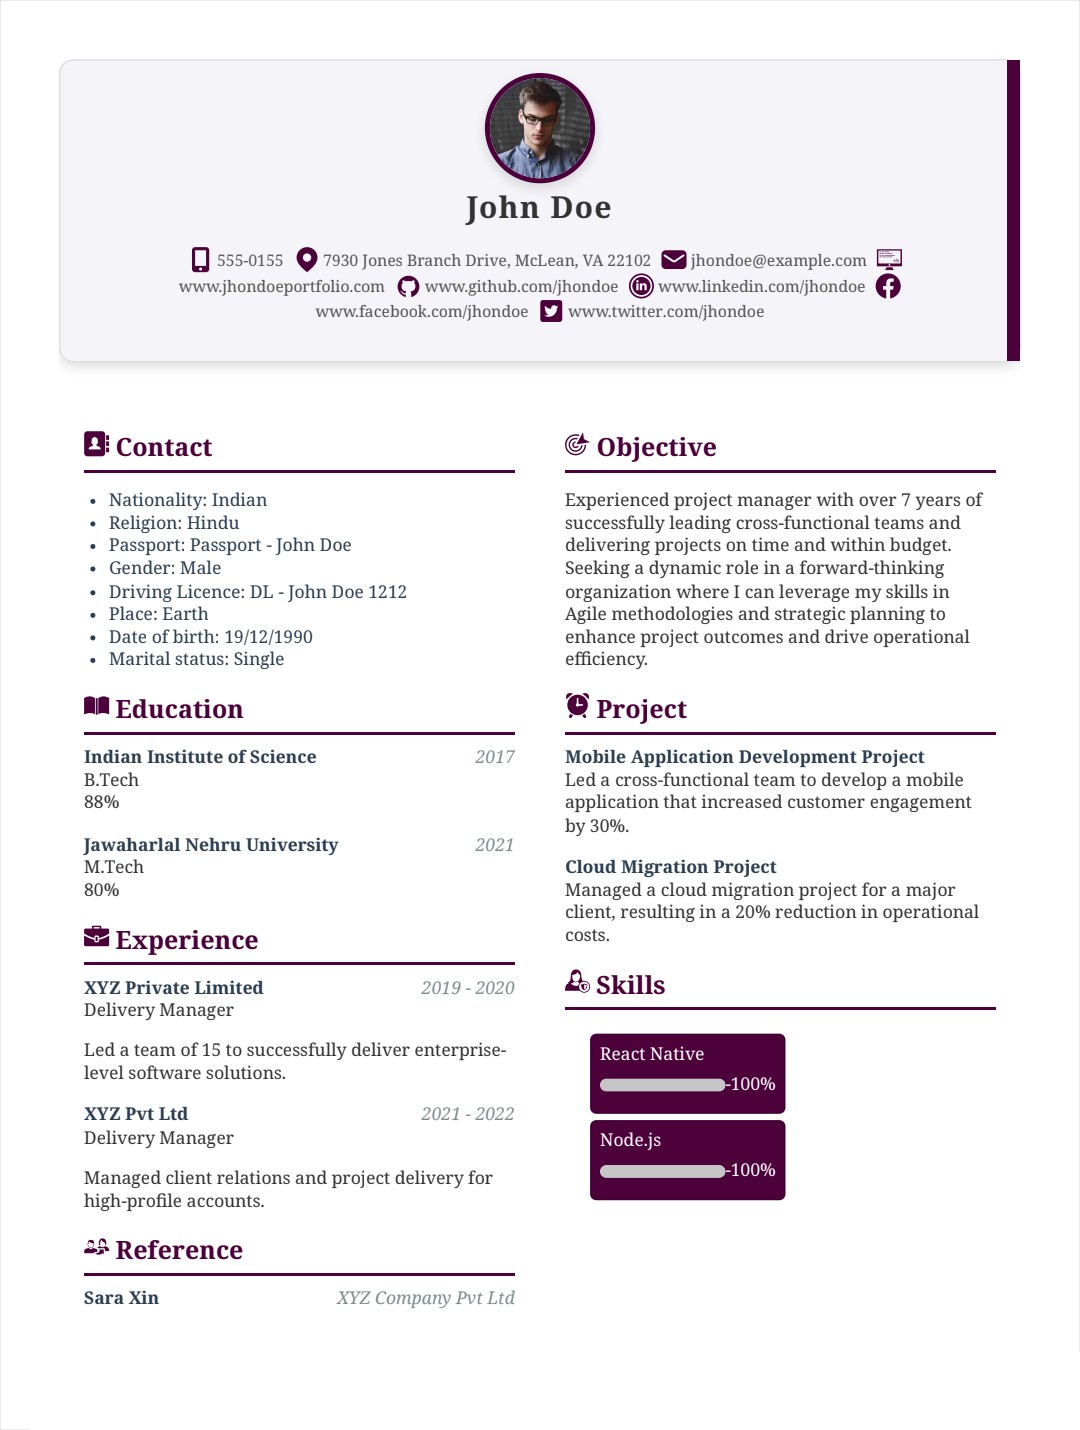 John Doe
555-0155 7930 Jones Branch Drive, McLean, VA 22102 jhondoe@example.com
www.jhondoeportfolio.com www.github.com/jhondoe www.linkedin.com/jhondoe
www.facebook.com/jhondoe www.twitter.com/jhondoe
Contact
• Nationality: Indian
• Religion: Hindu
• Passport: Passport - John Doe
• Gender: Male
• Driving Licence: DL - John Doe 1212
• Place: Earth
• Date of birth: 19/12/1990
• Marital status: Single
Education
Indian Institute of Science 2017
B.Tech
88%
Jawaharlal Nehru University 2021
M.Tech
80%
Experience
XYZ Private Limited 2019 - 2020
Delivery Manager
Led a team of 15 to successfully deliver enterprise-
level software solutions.
XYZ Pvt Ltd 2021 - 2022
Delivery Manager
Managed client relations and project delivery for
high-profile accounts.
Reference
Sara Xin XYZ Company Pvt Ltd
Objective
Experienced project manager with over 7 years of
successfully leading cross-functional teams and
delivering projects on time and within budget.
Seeking a dynamic role in a forward-thinking
organization where I can leverage my skills in
Agile methodologies and strategic planning to
enhance project outcomes and drive operational
efficiency.
Project
Mobile Application Development Project
Led a cross-functional team to develop a mobile
application that increased customer engagement
by 30%.
Cloud Migration Project
Managed a cloud migration project for a major
client, resulting in a 20% reduction in operational
costs.
Skills
React Native
-100%
Node.js
-100%